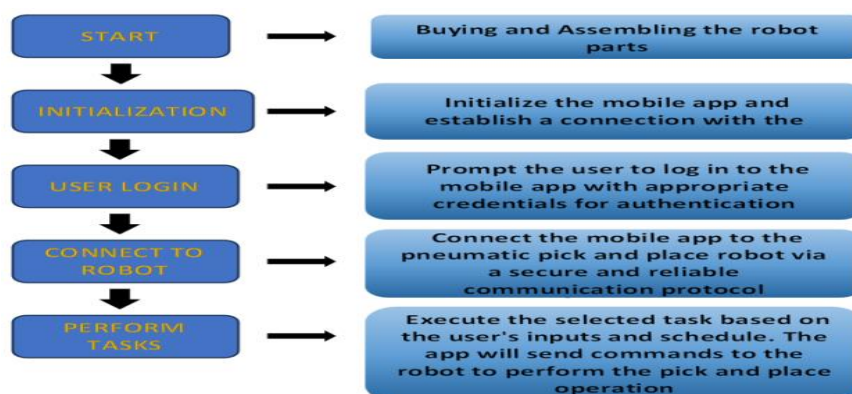 START
Buying and Assembling the robot
parts
INITIALIZATION
Initialize the mobile app and
establish a connection with the
USER LOGIN
Prompt the user to log in to the
mobile app with appropriate
credentials for authentication
CONNECT TO
ROBOT
Connect the mobile app to the
pneumatic pick and place robot via
a secure and reliable
communication protocol
PERFORM
TASKS
Execute the selected task based on
the user's inputs and schedule. The
app will send commands to the
robot to perform the pick and place
operation